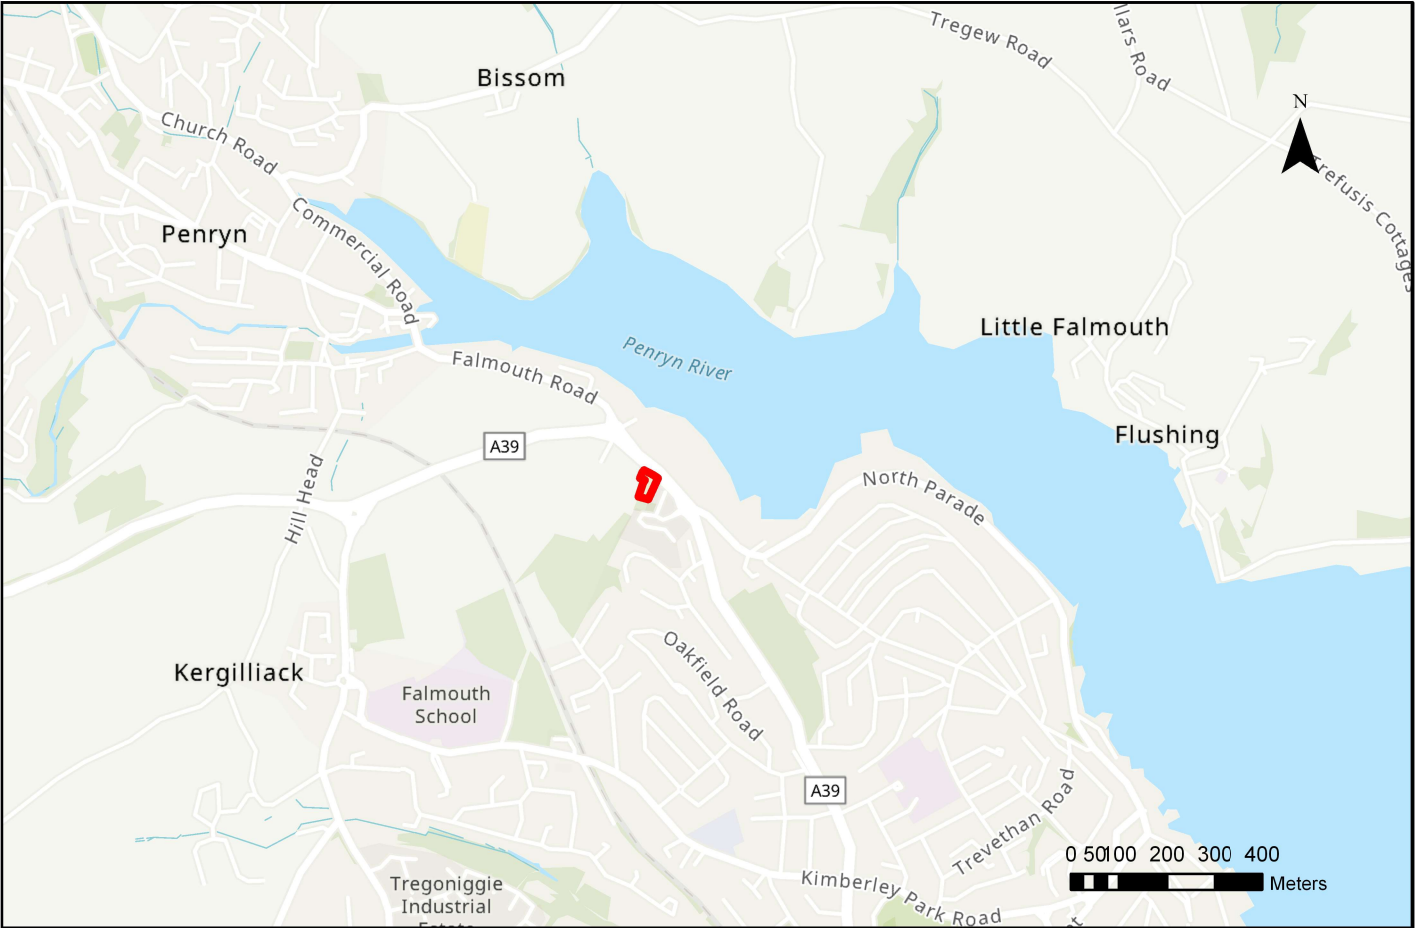 Tregew Road
llars Road
Bissom
N
Church Road
Trefusis Cottages
Commercial Road
Penryn
Little Falmouth
Penryn River
Falmouth Road
Flushing
A39
North Parade
Hill Head
Oakfield Road
Kergilliack
Falmouth
School
A39
Trevethan Road
0 50100 200 300 400
Meters
Kimberley Park Road
Tregoniggie
Industrial
Estate